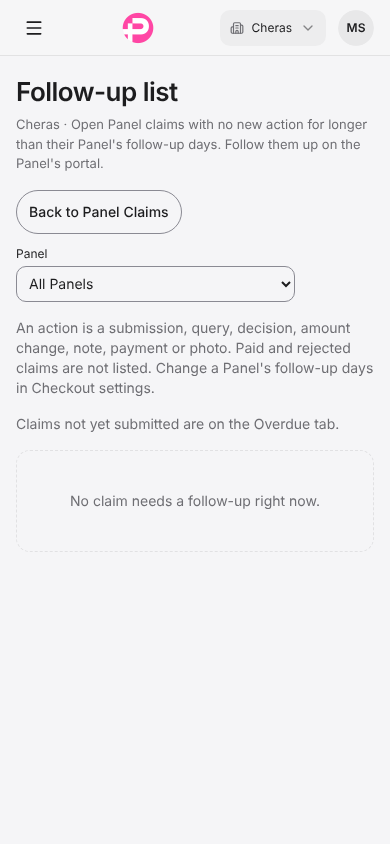 Cheras
MS
Follow-up list
Cheras · Open Panel claims with no new action for longer
than their Panel's follow-up days. Follow them up on the
Panel's portal.
Back to Panel Claims
Panel
All Panels
An action is a submission, query, decision, amount
change, note, payment or photo. Paid and rejected
claims are not listed. Change a Panel's follow-up days
in Checkout settings.
Claims not yet submitted are on the Overdue tab.
No claim needs a follow-up right now.